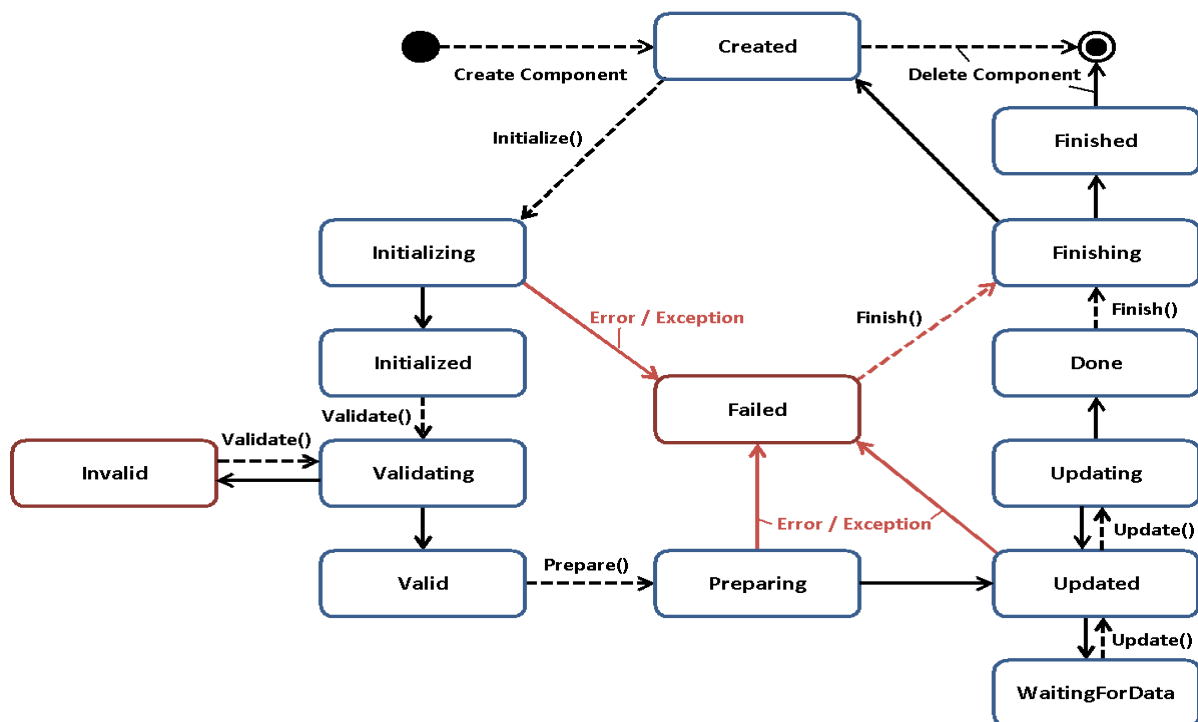 Created
Create Component
Delete Component
Initialize()
Finished
Initializing
Finishing
Error / Exception
Finish()
Finish()
Initialized
Done
Failed
Validate()
Validate()
Invalid
Validating
Updating
Error / Exception
Update()
Valid
Prepare()
Preparing
Updated
Update()
WaitingForData